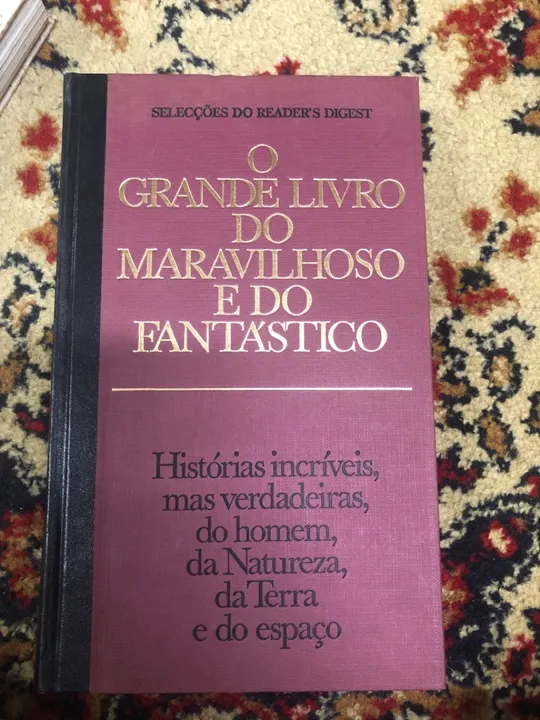 SELECÇÕES DO READER'S DIGEST
O
GRANDE LIVRO
DO
MARAVILHOSO
E DO
FANTÁSTICO
Histórias incríveis,
mas verdadeiras,
do homem,
da Natureza,
da Terra
e do espaço